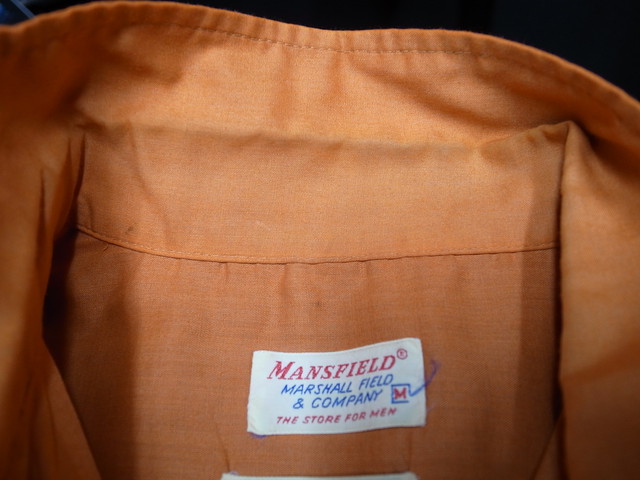 MANSFIELD®
MARSHALL FIELD
& COMPANY M
THE STORE FOR MEN